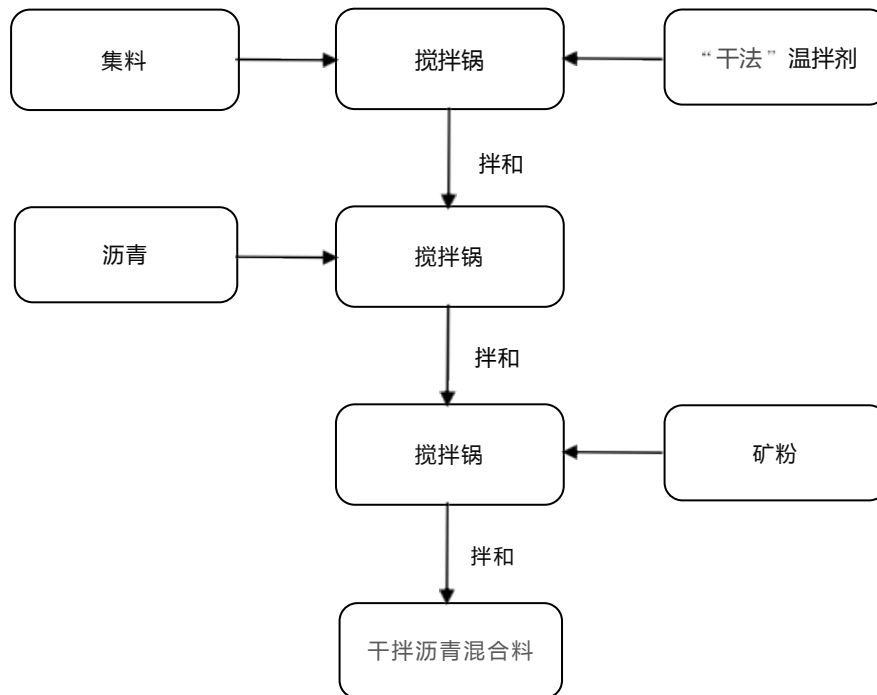 集料
搅拌锅
“干法”温拌剂
拌和
沥青
搅拌锅
拌和
搅拌锅
矿粉
拌和
干拌沥青混合料